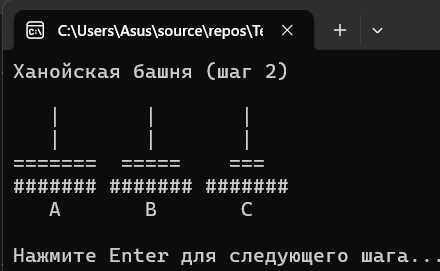 C:\Users\Asus\source\repos\Te
Ханойская башня (шаг 2)
|       |       |
|       |       |
=======  =====    ===
####### ####### #######
A       B       C
Нажмите Enter для следующего шага...